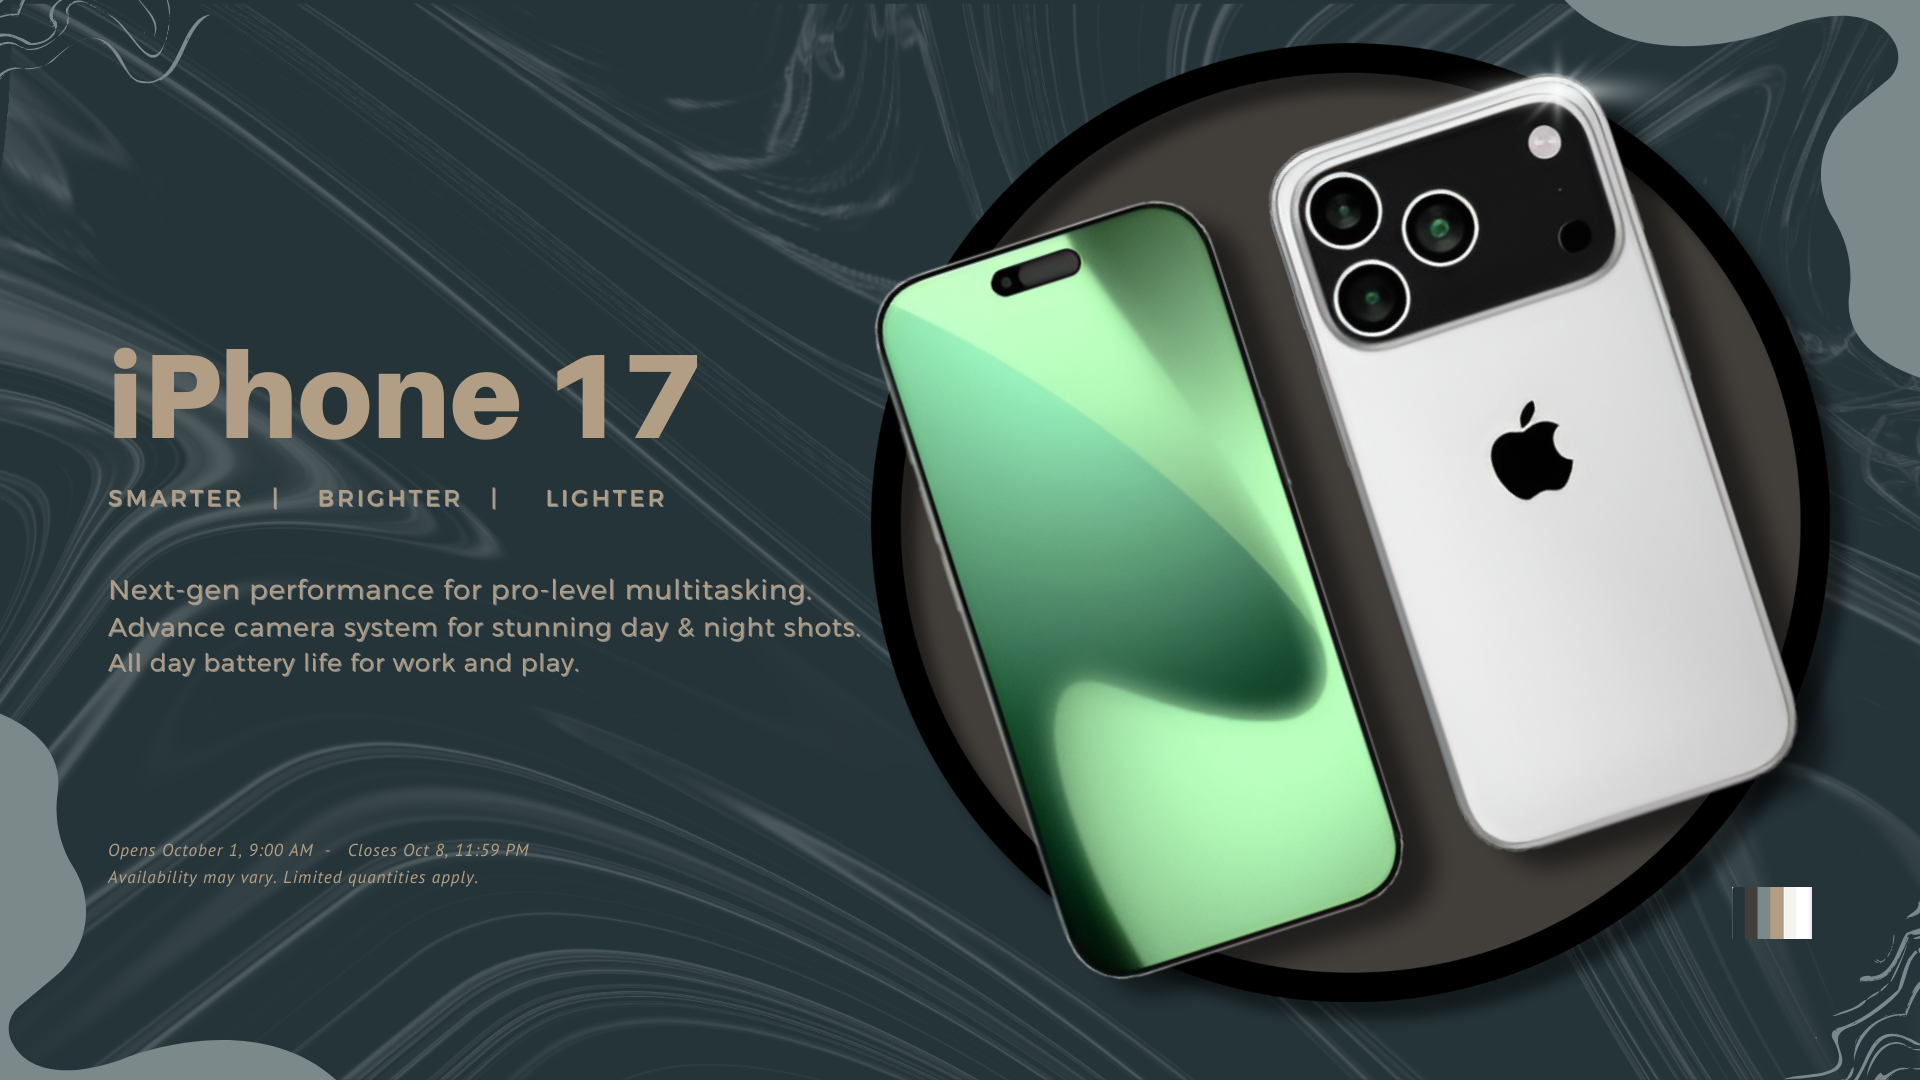 iPhone 17
SMARTER | BRIGHTER | LIGHTER
Next-gen performance for pro-level multitasking.
Advance camera system for stunning day & night shots.
All day battery life for work and play.
Opens October 1, 9:00 AM - Closes Oct 8, 11:59 PM
Availability may vary. Limited quantities apply.